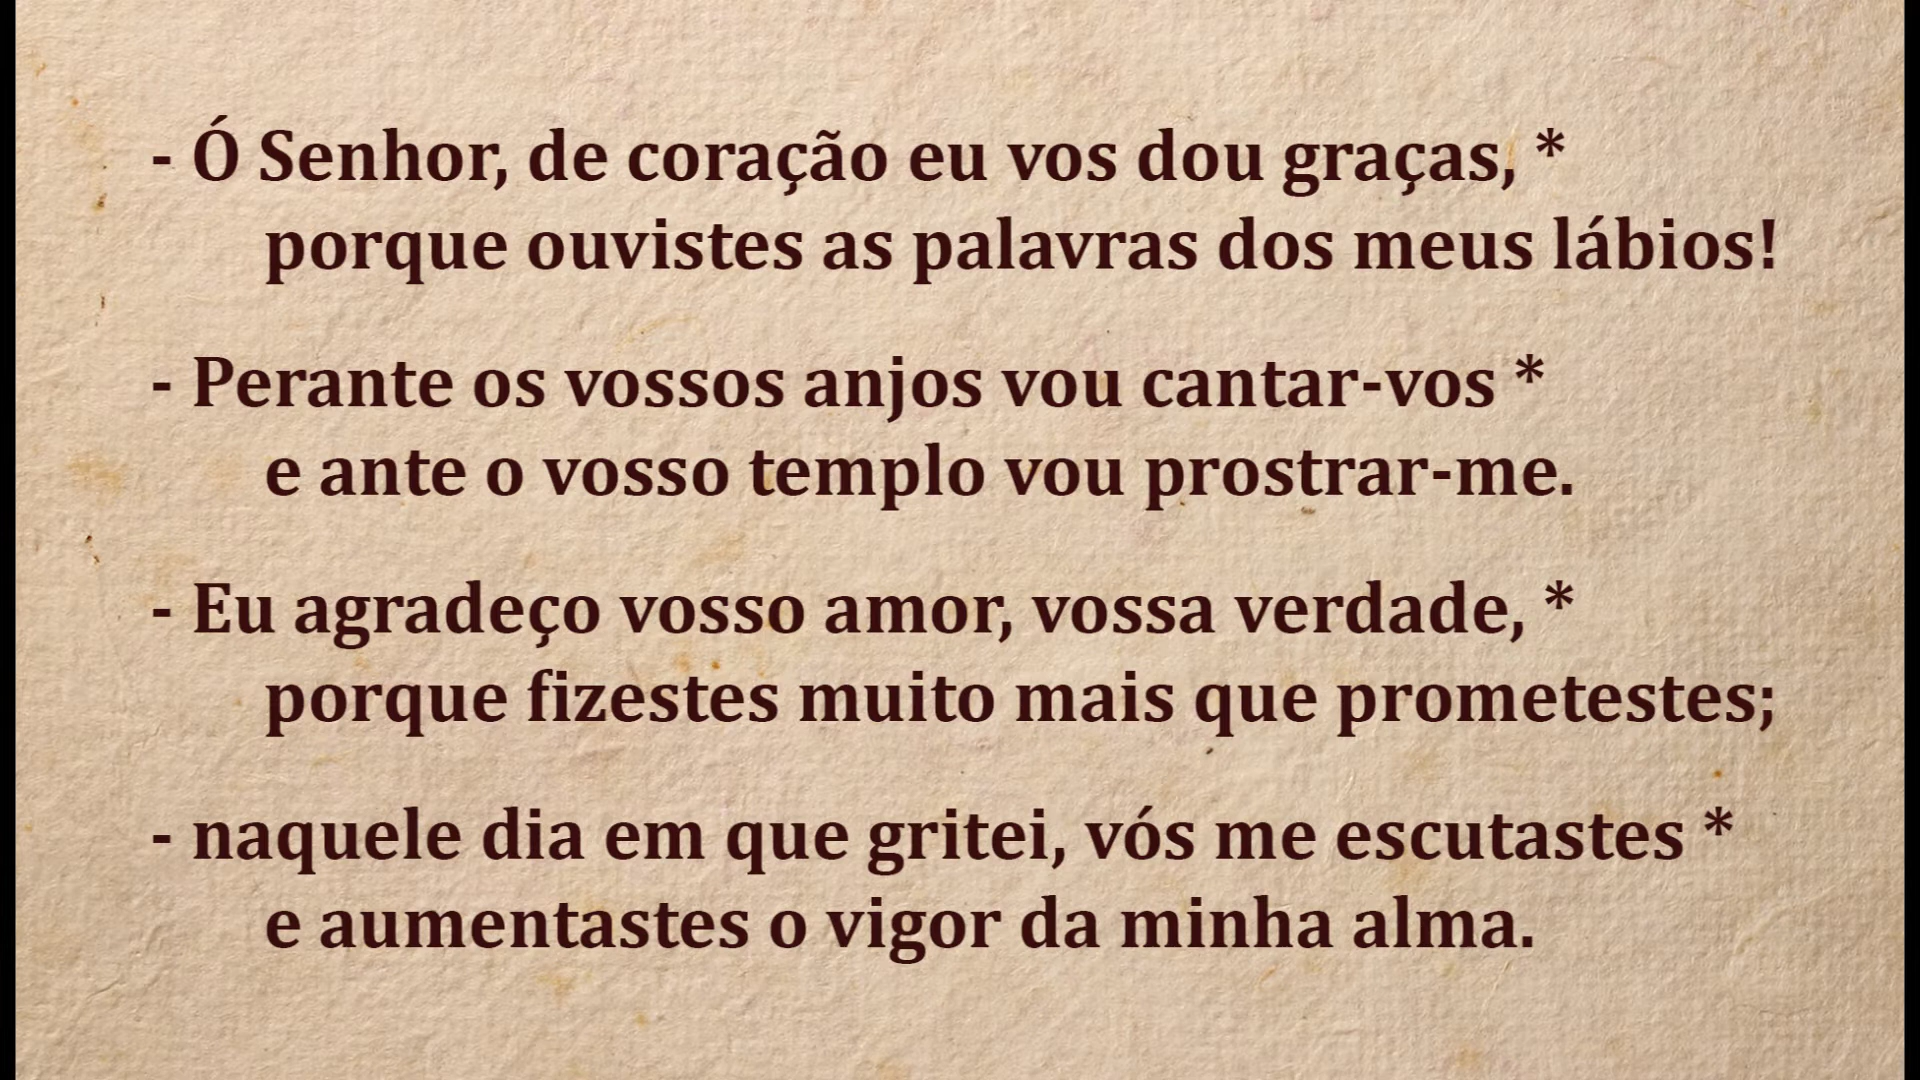 - Ó Senhor, de coração eu vos dou graças, *
porque ouvistes as palavras dos meus lábios!
- Perante os vossos anjos vou cantar-vos *
e ante o vosso templo vou prostrar-me.
- Eu agradeço vosso amor, vossa verdade, *
porque fizestes muito mais que prometestes;
- naquele dia em que gritei, vós me escutastes *
e aumentastes o vigor da minha alma.